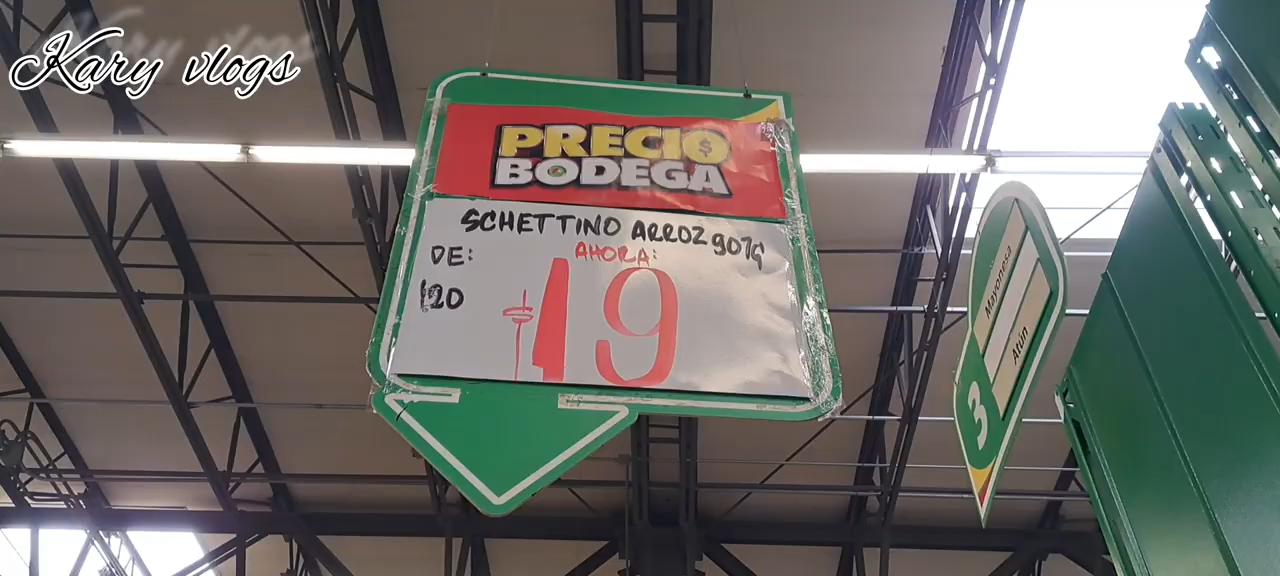 Kary vlogs
PRECIO
BODEGA
SCHETTINO ARROZ 907g
DE:
AHORA:
$20
$19
Mayonesa
Atún
3